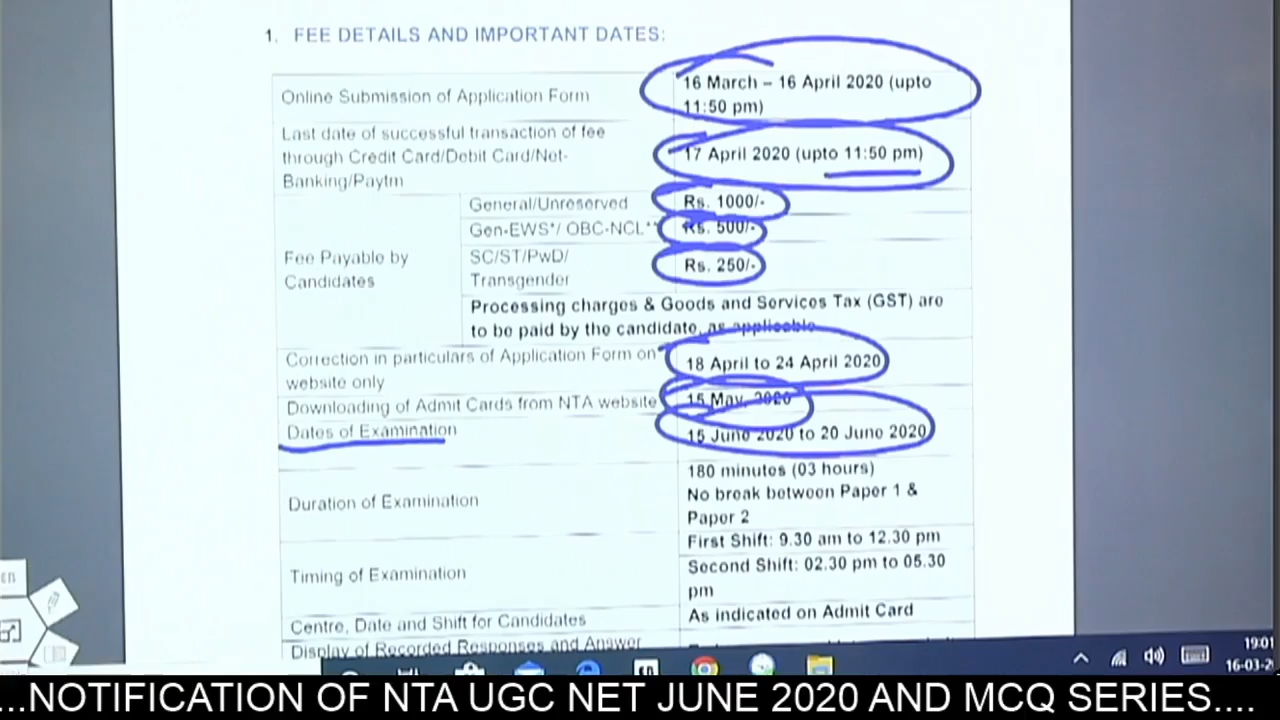 1. FEE DETAILS AND IMPORTANT DATES:
Online Submission of Application Form
16 March – 16 April 2020 (upto
11:50 pm)
Last date of successful transaction of fee
through Credit Card/Debit Card/Net-
Banking/Paytm
17 April 2020 (upto 11:50 pm)
Fee Payable by
Candidates
General/Unreserved
Rs. 1000/-
Gen-EWS*/ OBC-NCL**
Rs. 500/-
SC/ST/PwD/
Transgender
Rs. 250/-
Processing charges & Goods and Services Tax (GST) are
to be paid by the candidate, as applicable
Correction in particulars of Application Form on
website only
18 April to 24 April 2020
Downloading of Admit Cards from NTA website
15 May, 2020
Dates of Examination
15 June 2020 to 20 June 2020
Duration of Examination
180 minutes (03 hours)
No break between Paper 1 &
Paper 2
Timing of Examination
First Shift: 9.30 am to 12.30 pm
Second Shift: 02.30 pm to 05.30
pm
Centre, Date and Shift for Candidates
As indicated on Admit Card
Display of Recorded Responses and Answer
19:01
16-03-2
...NOTIFICATION OF NTA UGC NET JUNE 2020 AND MCQ SERIES....